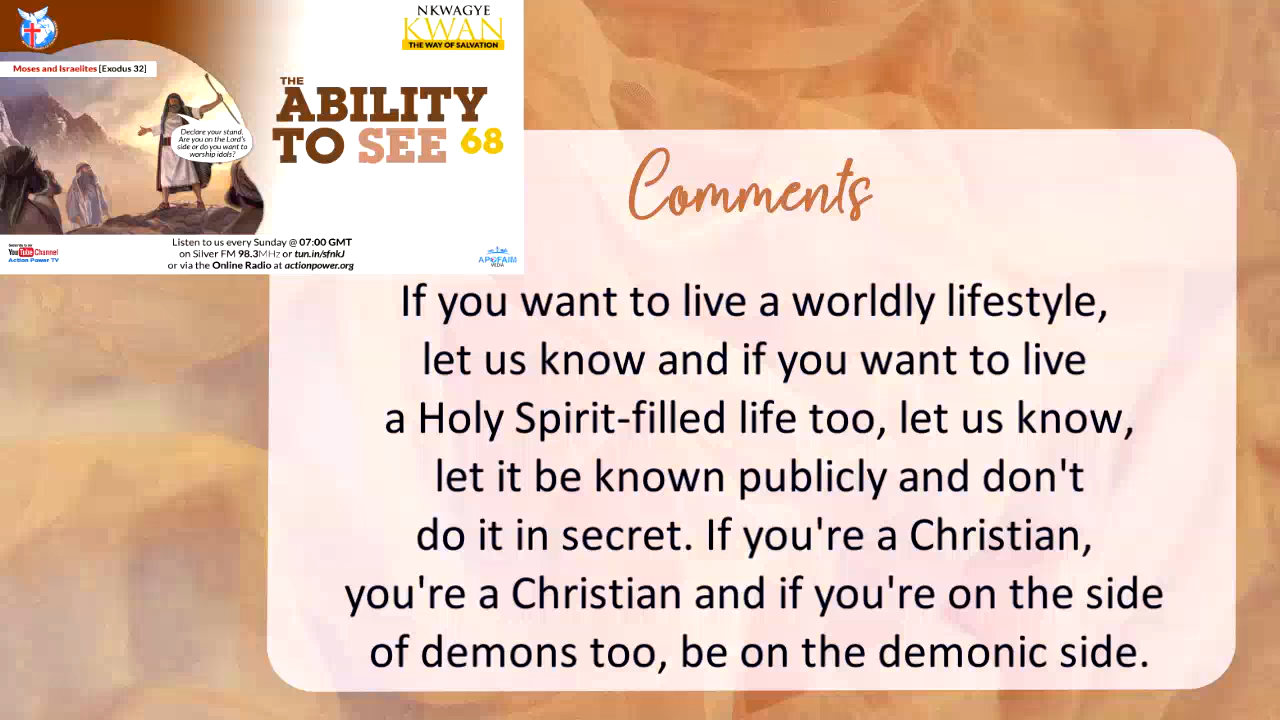 NKWAGYE
KWAN
THE WAY OF SALVATION
Moses and Israelites [Exodus 32]
THE
ABILITY
TO SEE 68
Declare your stand.
Are you on the Lord's
side or do you want to
worship idols?
Listen to us every Sunday @ 07:00 GMT
on Silver FM 98.3MHz or tun.in/sfnkJ
or via the Online Radio at actionpower.org
YouTube Channel
Action Power TV
APOFAIM
Comments
If you want to live a worldly lifestyle,
let us know and if you want to live
a Holy Spirit-filled life too, let us know,
let it be known publicly and don't
do it in secret. If you're a Christian,
you're a Christian and if you're on the side
of demons too, be on the demonic side.